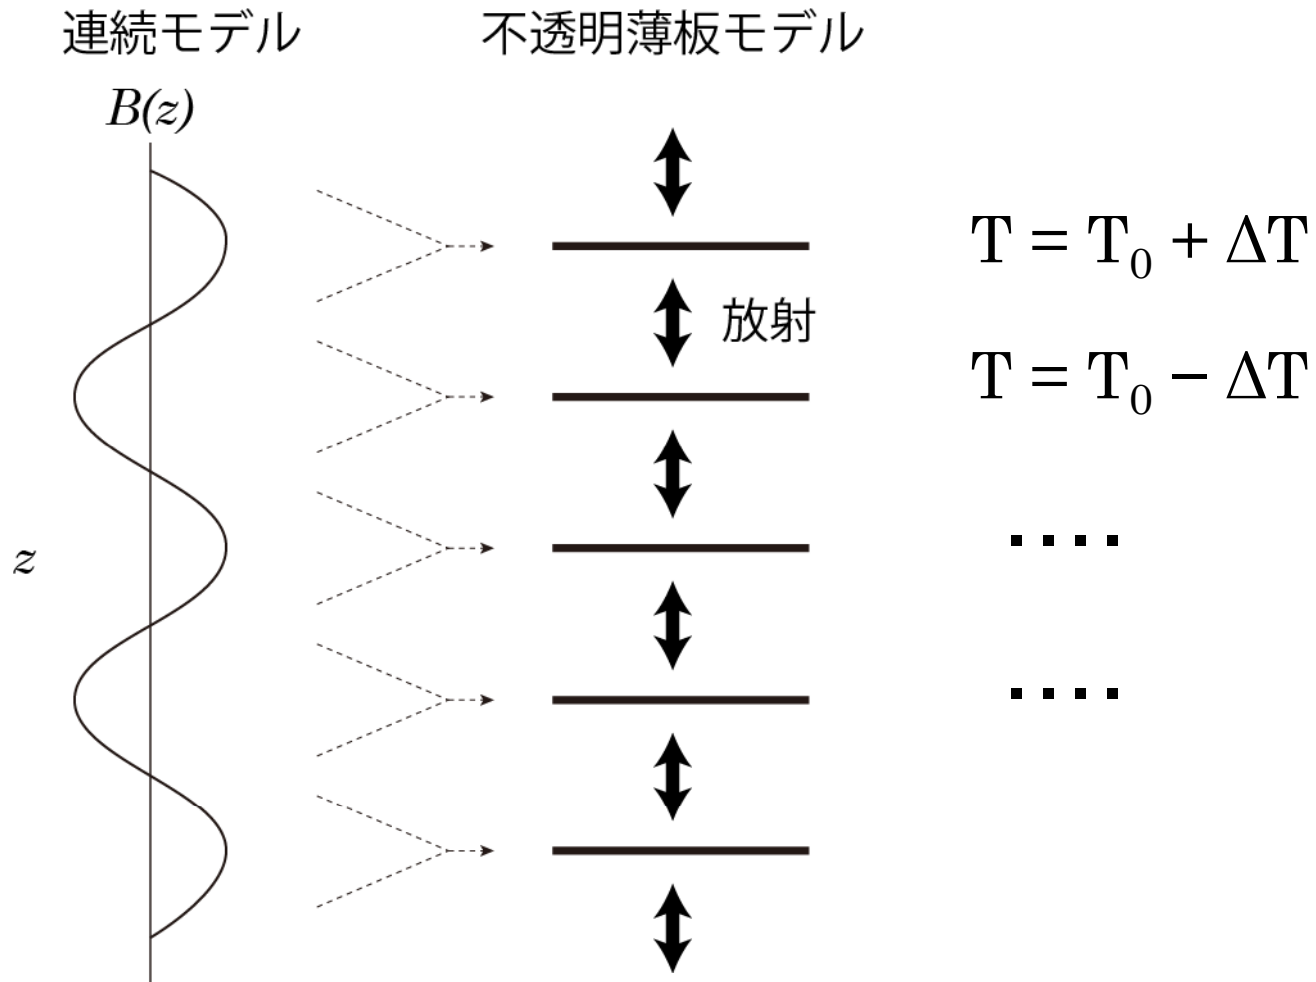 連続モデル
不透明薄板モデル
B(z)
T = T₀ + ΔT
放射
T = T₀ − ΔT
z
....
....